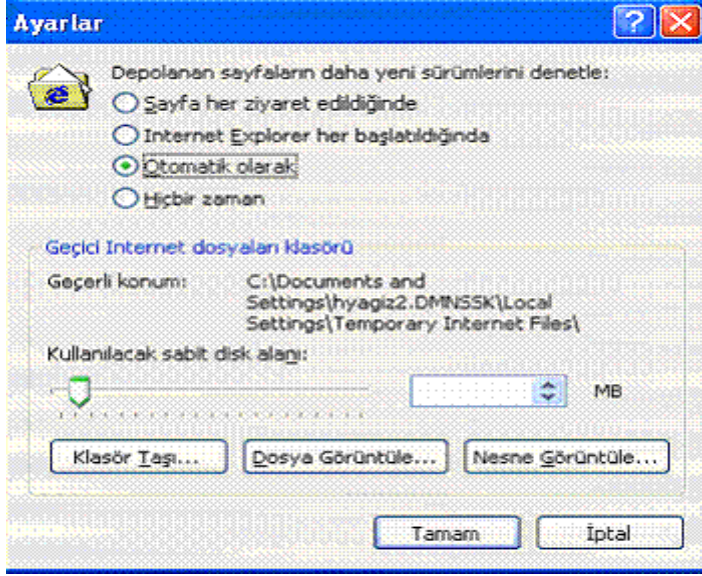 Ayarlar
Depolanan sayfaların daha yeni sürümlerini denetle:
Sayfa her ziyaret edildiğinde
Internet Explorer her başlatıldığında
Otomatik olarak
Hiçbir zaman
Geçici Internet dosyaları klasörü
Geçerli konum: C:\Documents and
Settings\hyagiz2.DMNSSK\Local
Settings\Temporary Internet Files\
Kullanılacak sabit disk alanı:
MB
Klasör Taşı... Dosya Görüntüle... Nesne Görüntüle...
Tamam İptal